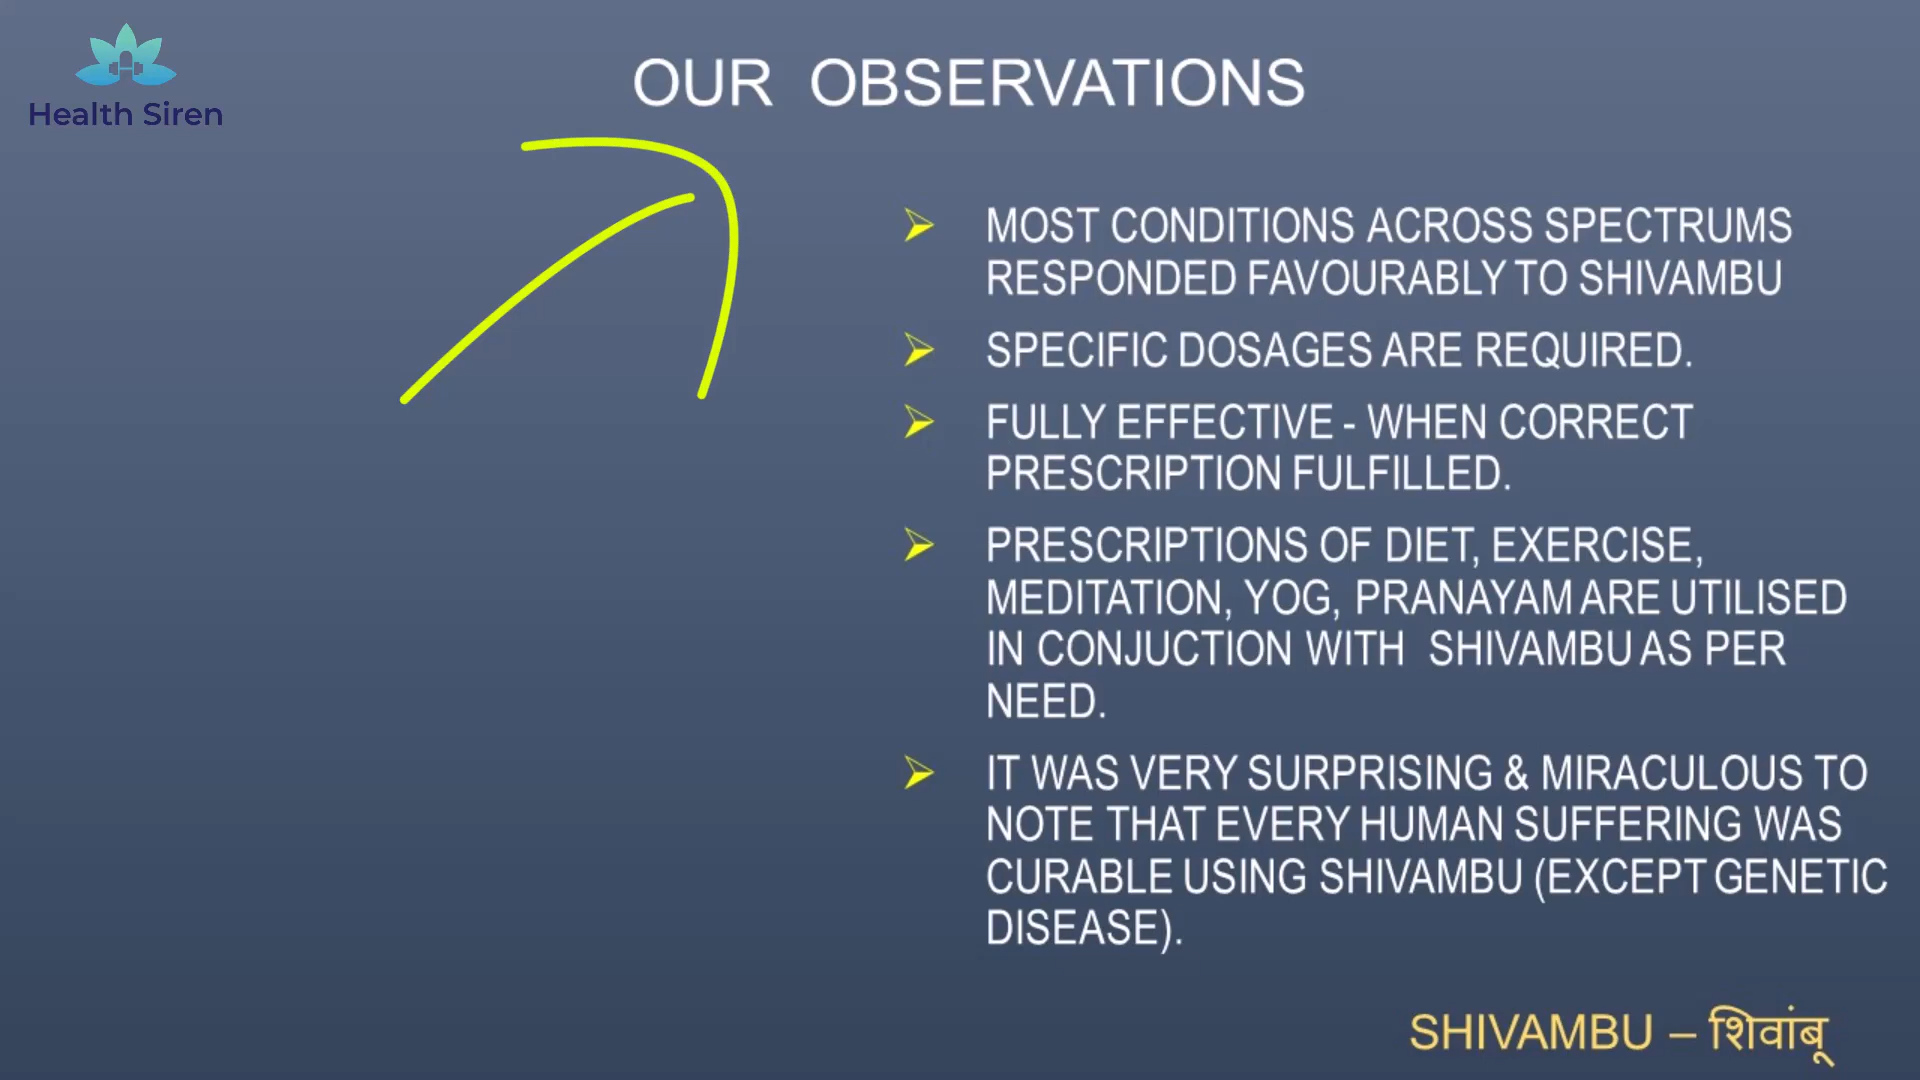 Health Siren
OUR OBSERVATIONS
MOST CONDITIONS ACROSS SPECTRUMS
RESPONDED FAVOURABLY TO SHIVAMBU
SPECIFIC DOSAGES ARE REQUIRED.
FULLY EFFECTIVE - WHEN CORRECT
PRESCRIPTION FULFILLED.
PRESCRIPTIONS OF DIET, EXERCISE,
MEDITATION, YOG, PRANAYAM ARE UTILISED
IN CONJUCTION WITH SHIVAMBU AS PER
NEED.
IT WAS VERY SURPRISING & MIRACULOUS TO
NOTE THAT EVERY HUMAN SUFFERING WAS
CURABLE USING SHIVAMBU (EXCEPT GENETIC
DISEASE).
SHIVAMBU – शिवांबू